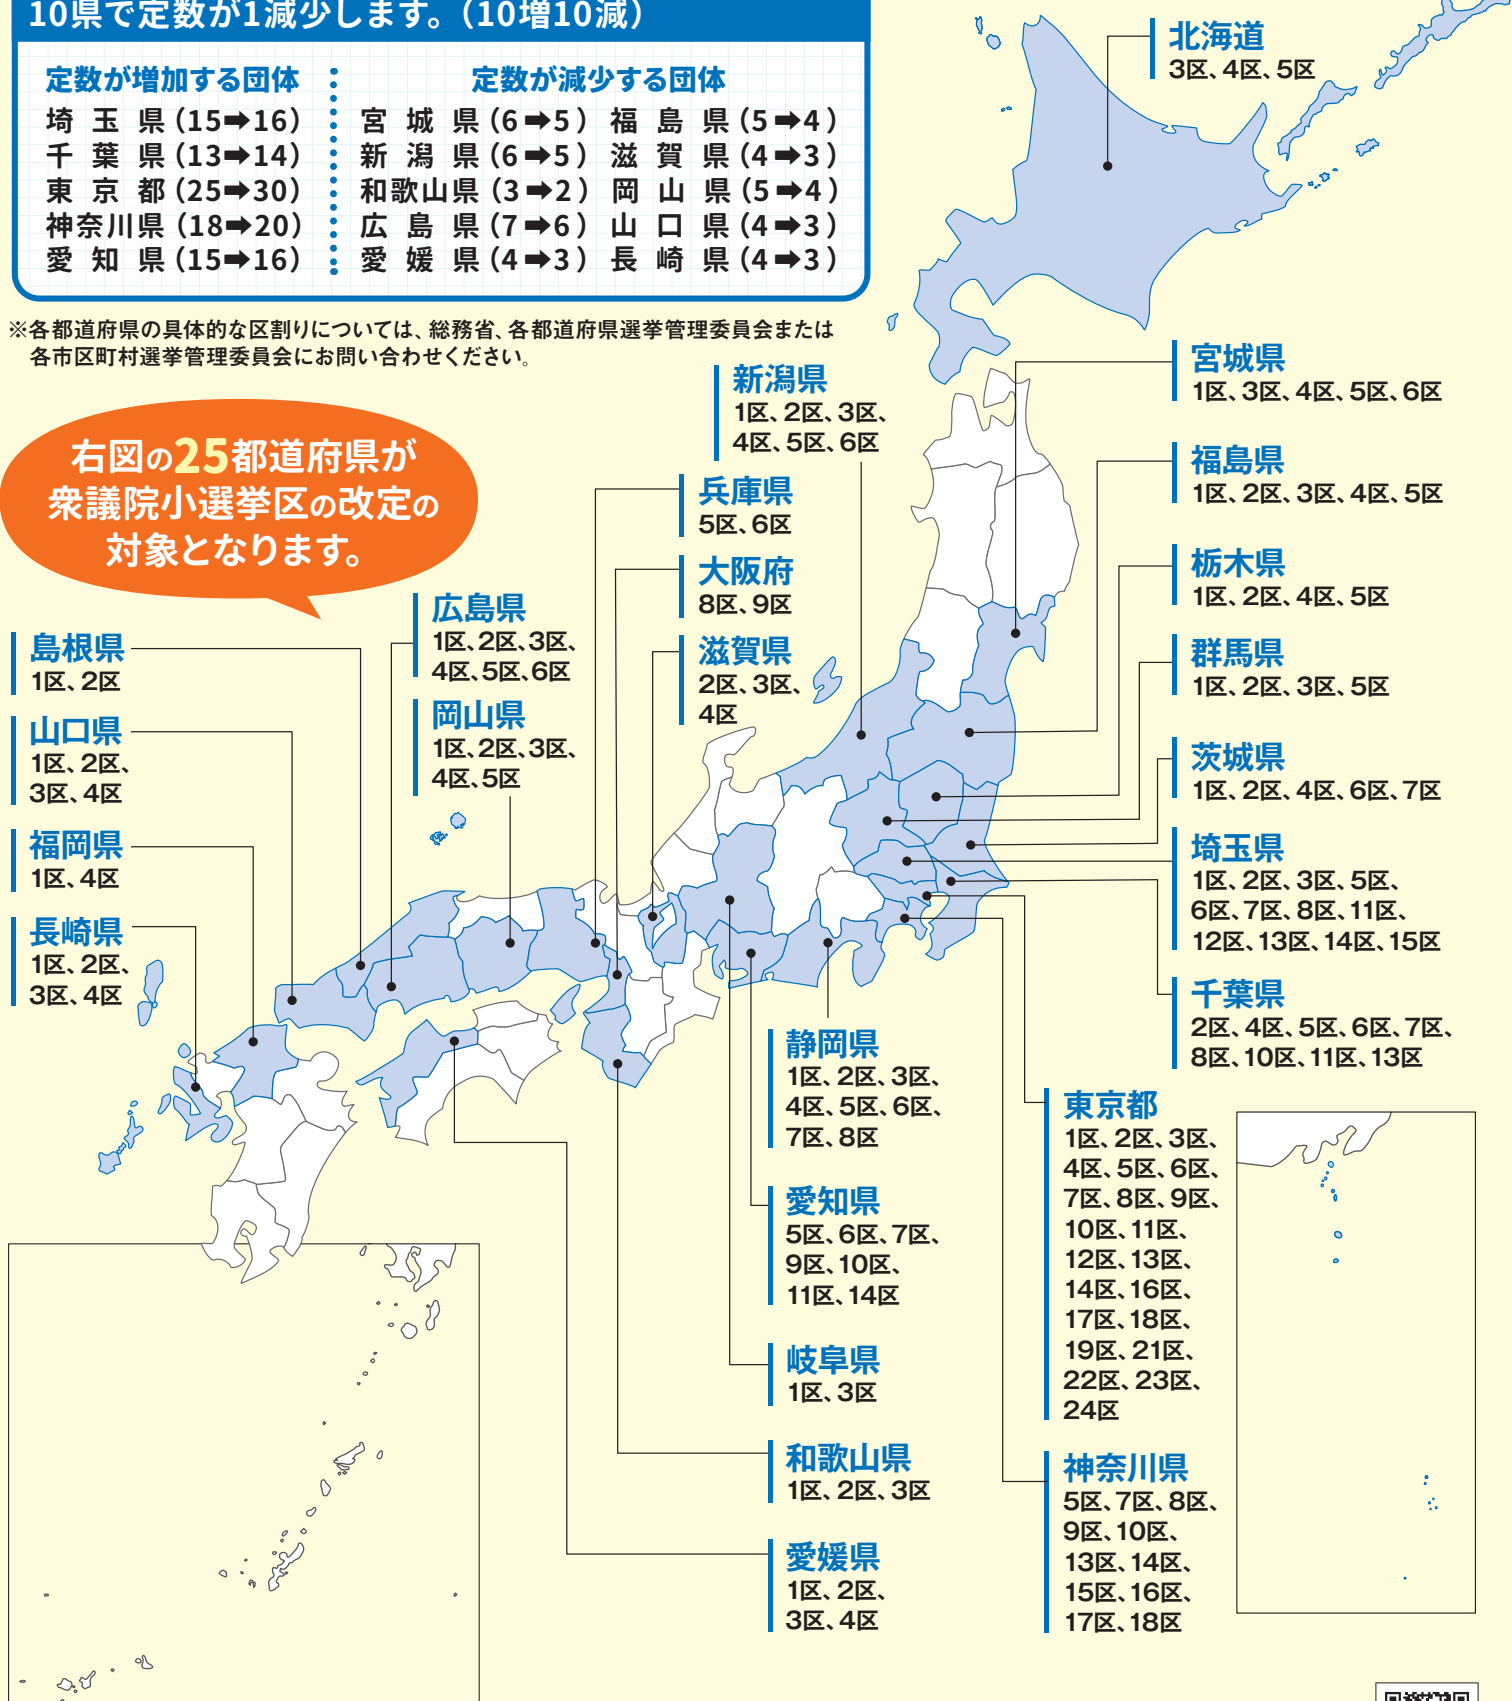 10県で定数が1減少します。（10増10減）
定数が増加する団体
埼玉県（15➡16）
千葉県（13➡14）
東京都（25➡30）
神奈川県（18➡20）
愛知県（15➡16）
定数が減少する団体
宮城県（6➡5） 福島県（5➡4）
新潟県（6➡5） 滋賀県（4➡3）
和歌山県（3➡2） 岡山県（5➡4）
広島県（7➡6） 山口県（4➡3）
愛媛県（4➡3） 長崎県（4➡3）
※各都道府県の具体的な区割りについては、総務省、各都道府県選挙管理委員会または
各市区町村選挙管理委員会にお問い合わせください。
右図の25都道府県が
衆議院小選挙区の改定の
対象となります。
北海道
3区、4区、5区
宮城県
1区、3区、4区、5区、6区
福島県
1区、2区、3区、4区、5区
栃木県
1区、2区、4区、5区
群馬県
1区、2区、3区、5区
茨城県
1区、2区、4区、6区、7区
埼玉県
1区、2区、3区、5区、
6区、7区、8区、11区、
12区、13区、14区、15区
千葉県
2区、4区、5区、6区、7区、
8区、10区、11区、13区
東京都
1区、2区、3区、
4区、5区、6区、
7区、8区、9区、
10区、11区、
12区、13区、
14区、16区、
17区、18区、
19区、21区、
22区、23区、
24区
神奈川県
5区、7区、8区、
9区、10区、
13区、14区、
15区、16区、
17区、18区
新潟県
1区、2区、3区、
4区、5区、6区
兵庫県
5区、6区
大阪府
8区、9区
滋賀県
2区、3区、
4区
広島県
1区、2区、3区、
4区、5区、6区
岡山県
1区、2区、3区、
4区、5区
島根県
1区、2区
山口県
1区、2区、
3区、4区
福岡県
1区、4区
長崎県
1区、2区、
3区、4区
静岡県
1区、2区、3区、
4区、5区、6区、
7区、8区
愛知県
5区、6区、7区、
9区、10区、
11区、14区
岐阜県
1区、3区
和歌山県
1区、2区、3区
愛媛県
1区、2区、
3区、4区